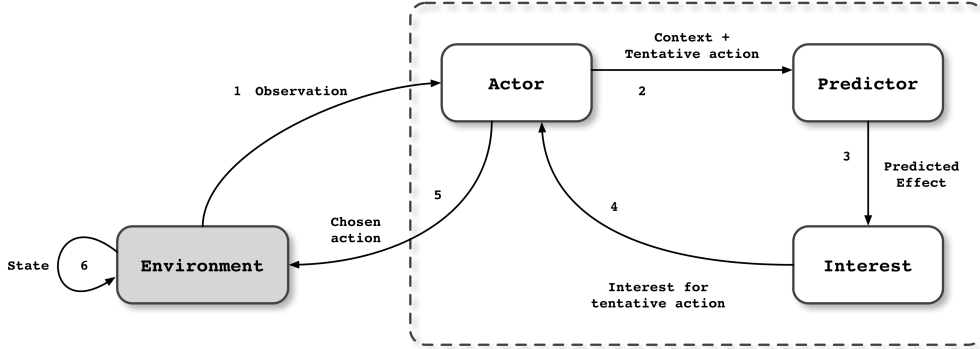 Context +
Tentative action
1 Observation
Actor
2
Predictor
3
Predicted
Effect
5
4
Chosen
action
State
6
Environment
Interest
Interest for
tentative action